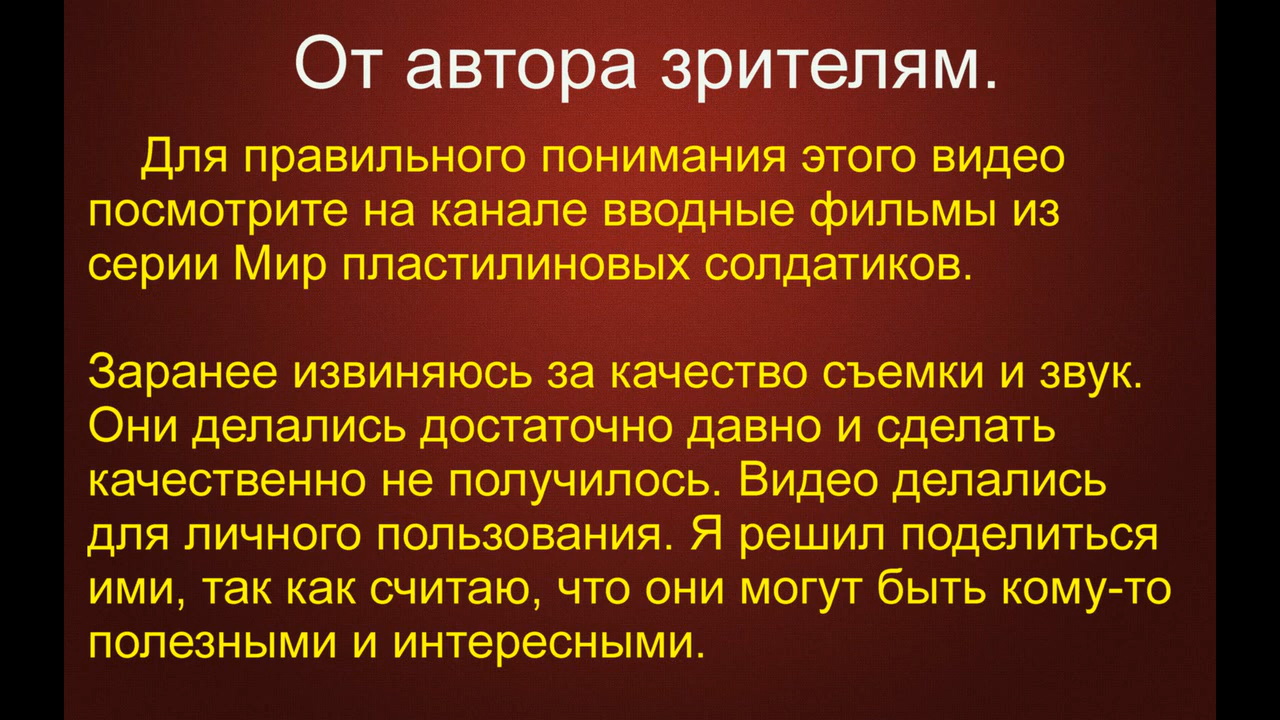 От автора зрителям.
Для правильного понимания этого видео
посмотрите на канале вводные фильмы из
серии Мир пластилиновых солдатиков.
Заранее извиняюсь за качество съемки и звук.
Они делались достаточно давно и сделать
качественно не получилось. Видео делались
для личного пользования. Я решил поделиться
ими, так как считаю, что они могут быть кому-то
полезными и интересными.